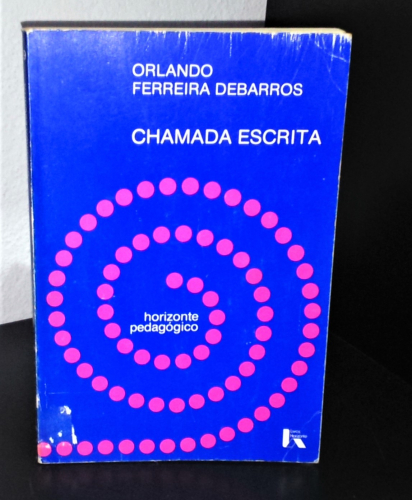 ORLANDO
FERREIRA DEBARROS
CHAMADA ESCRITA
horizonte
pedagógico